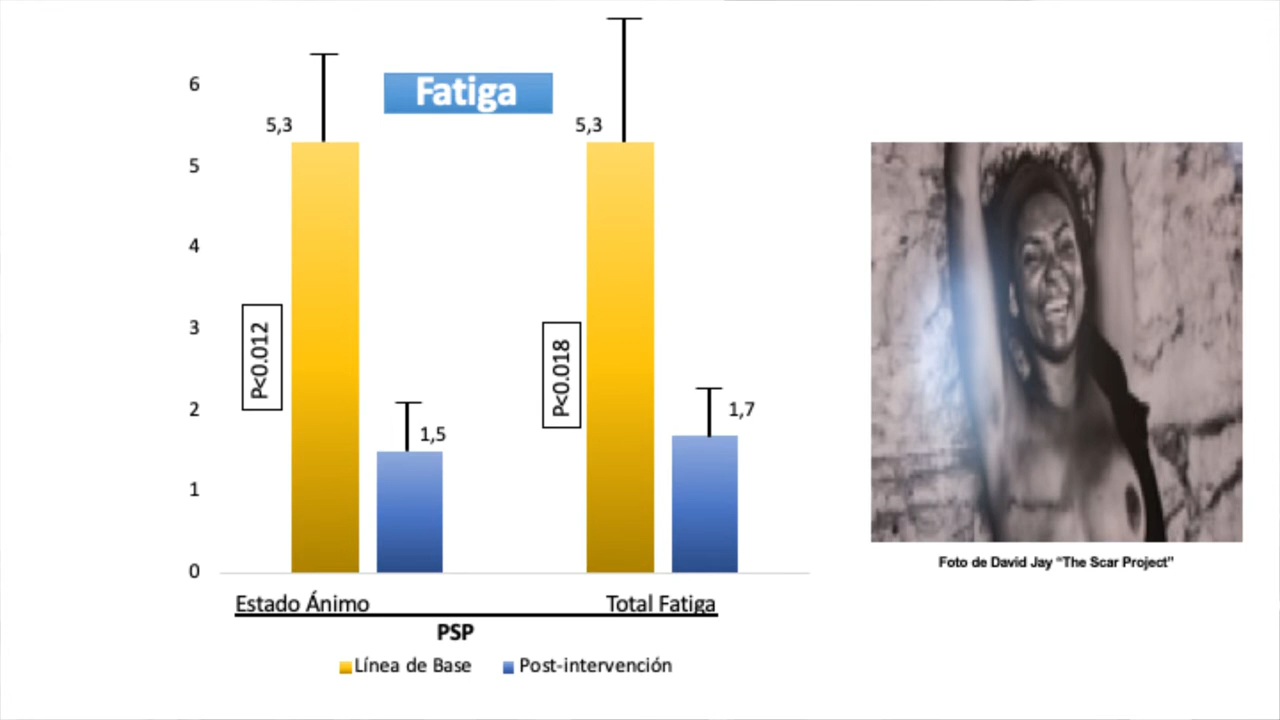 Fatiga
6
5
4
3
2
1
0
5,3
1,5
5,3
1,7
P<0.012
P<0.018
Estado Ánimo
Total Fatiga
PSP
Línea de Base
Post-intervención
Foto de David Jay “The Scar Project”